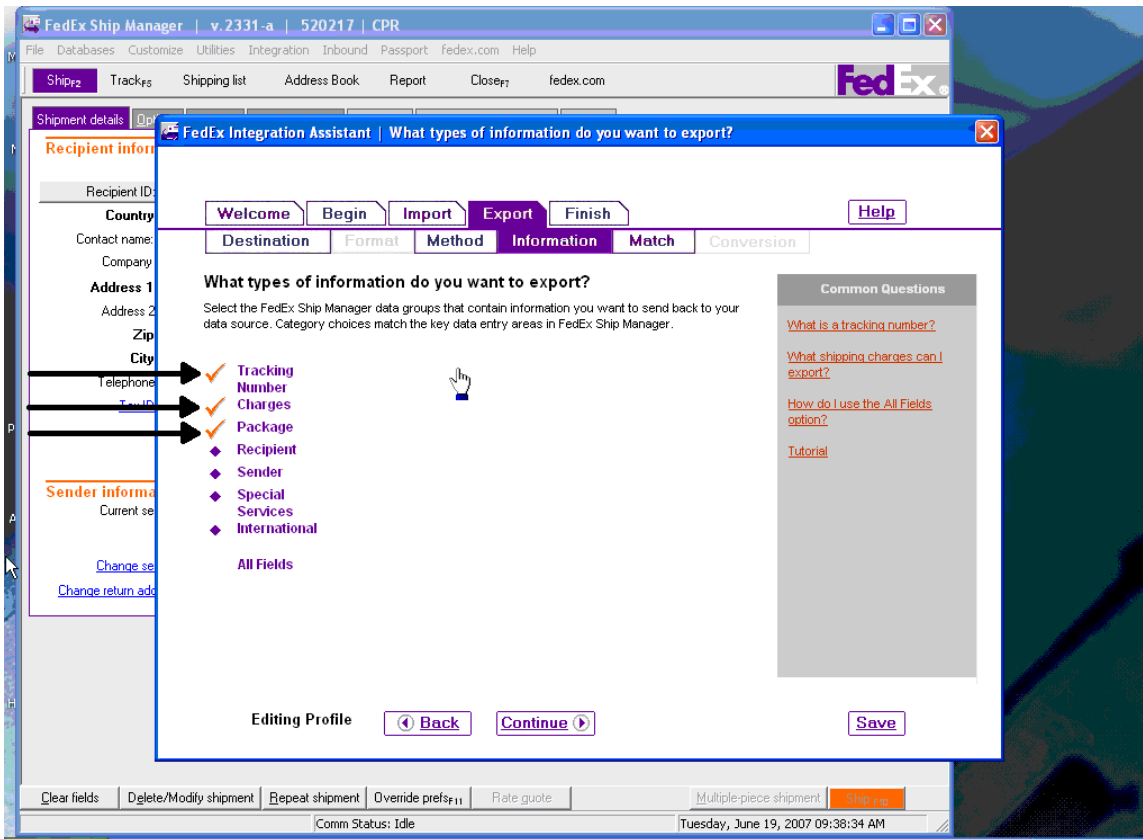 FedEx Ship Manager | v.2331-a | 520217 | CPR
File Databases Customize Utilities Integration Inbound Passport fedex.com Help
ShipF2 TrackF5 Shipping list Address Book Report CloseF7 fedex.com
FedEx
Shipment details
FedEx Integration Assistant | What types of information do you want to export?
Recipient inform
Recipient ID:
Country
Contact name:
Company
Address 1
Address 2
Zip
City
Telephone
Tax ID
Sender informa
Current se
Change se
Change return add
Welcome Begin Import Export Finish Help
Destination Format Method Information Match Conversion
What types of information do you want to export?
Select the FedEx Ship Manager data groups that contain information you want to send back to your
data source. Category choices match the key data entry areas in FedEx Ship Manager.
Tracking
Number
Charges
Package
Recipient
Sender
Special
Services
International
All Fields
Common Questions
What is a tracking number?
What shipping charges can I
export?
How do I use the All Fields
option?
Tutorial
Editing Profile Back Continue Save
Clear fields Delete/Modify shipment Repeat shipment Override prefsF11 Rate quote Multiple-piece shipment Ship F10
Comm Status: Idle Tuesday, June 19, 2007 09:38:34 AM